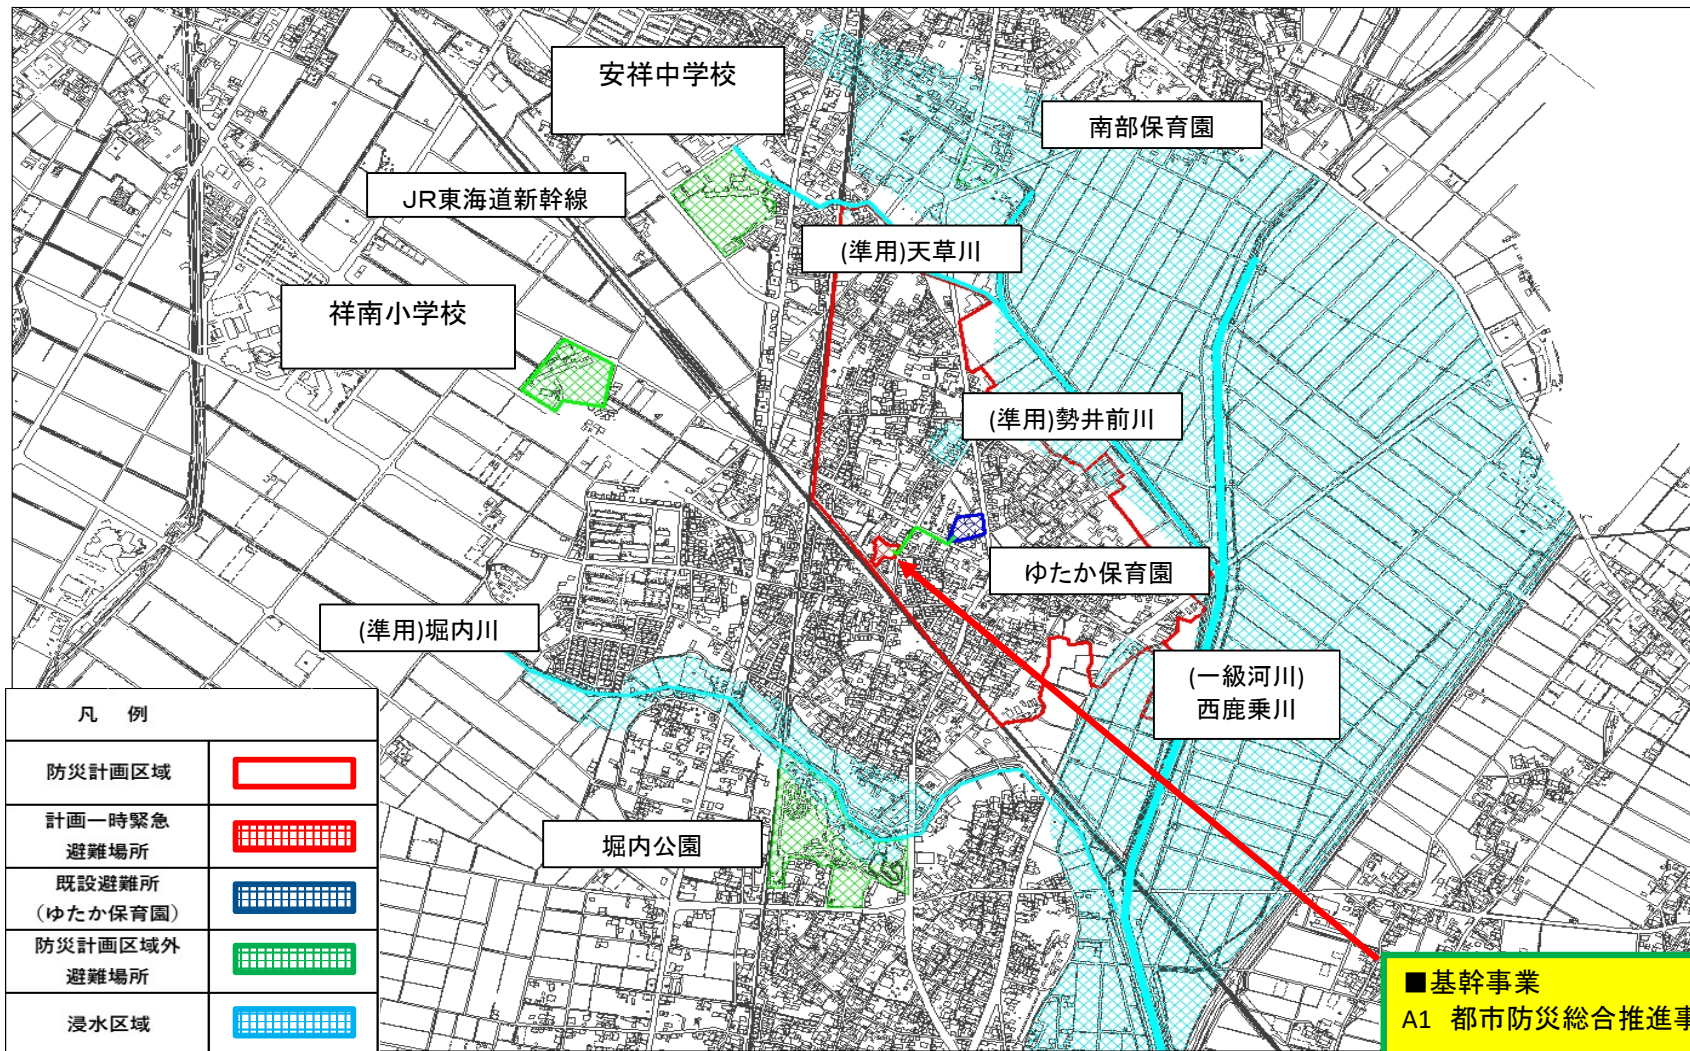 安祥中学校
南部保育園
JR東海道新幹線
(準用)天草川
祥南小学校
(準用)勢井前川
ゆたか保育園
(準用)堀内川
(一級河川)
西鹿乗川
堀内公園
凡 例
防災計画区域
計画一時緊急
避難場所
既設避難所
(ゆたか保育園)
防災計画区域外
避難場所
浸水区域
■基幹事業
A1 都市防災総合推進事